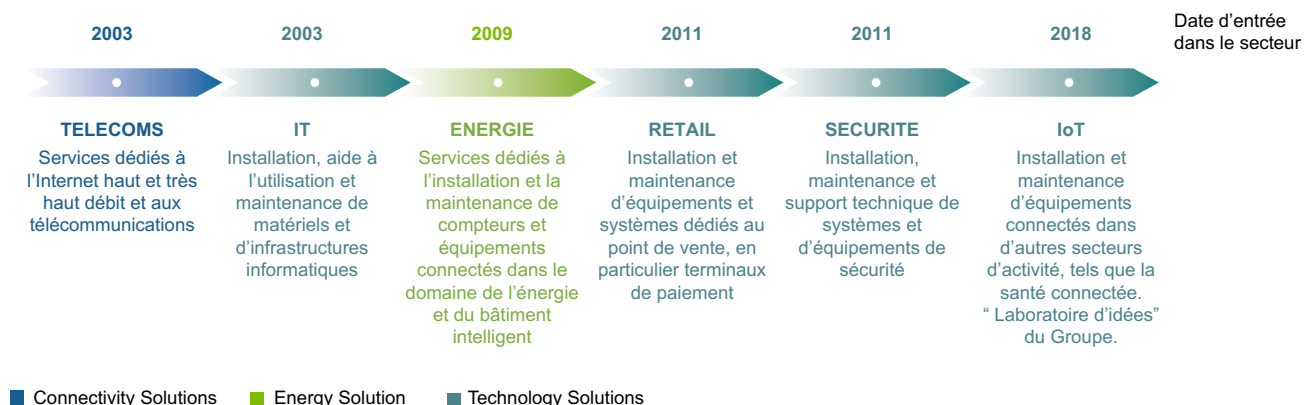 2003
2003
2009
2011
2011
2018
Date d’entrée
dans le secteur
TELECOMS
Services dédiés à
l’Internet haut et très
haut débit et aux
télécommunications
IT
Installation, aide à
l’utilisation et
maintenance de
matériels et
d’infrastructures
informatiques
ENERGIE
Services dédiés à
l’installation et la
maintenance de
compteurs et
équipements
connectés dans le
domaine de l’énergie
et du bâtiment
intelligent
RETAIL
Installation et
maintenance
d’équipements et
systèmes dédiés au
point de vente, en
particulier terminaux
de paiement
SECURITE
Installation,
maintenance et
support technique de
systèmes et
d’équipements de
sécurité
IoT
Installation et
maintenance
d’équipements
connectés dans
d’autres secteurs
d’activité, tels que la
santé connectée.
“ Laboratoire d’idées”
du Groupe.
Connectivity Solutions
Energy Solution
Technology Solutions